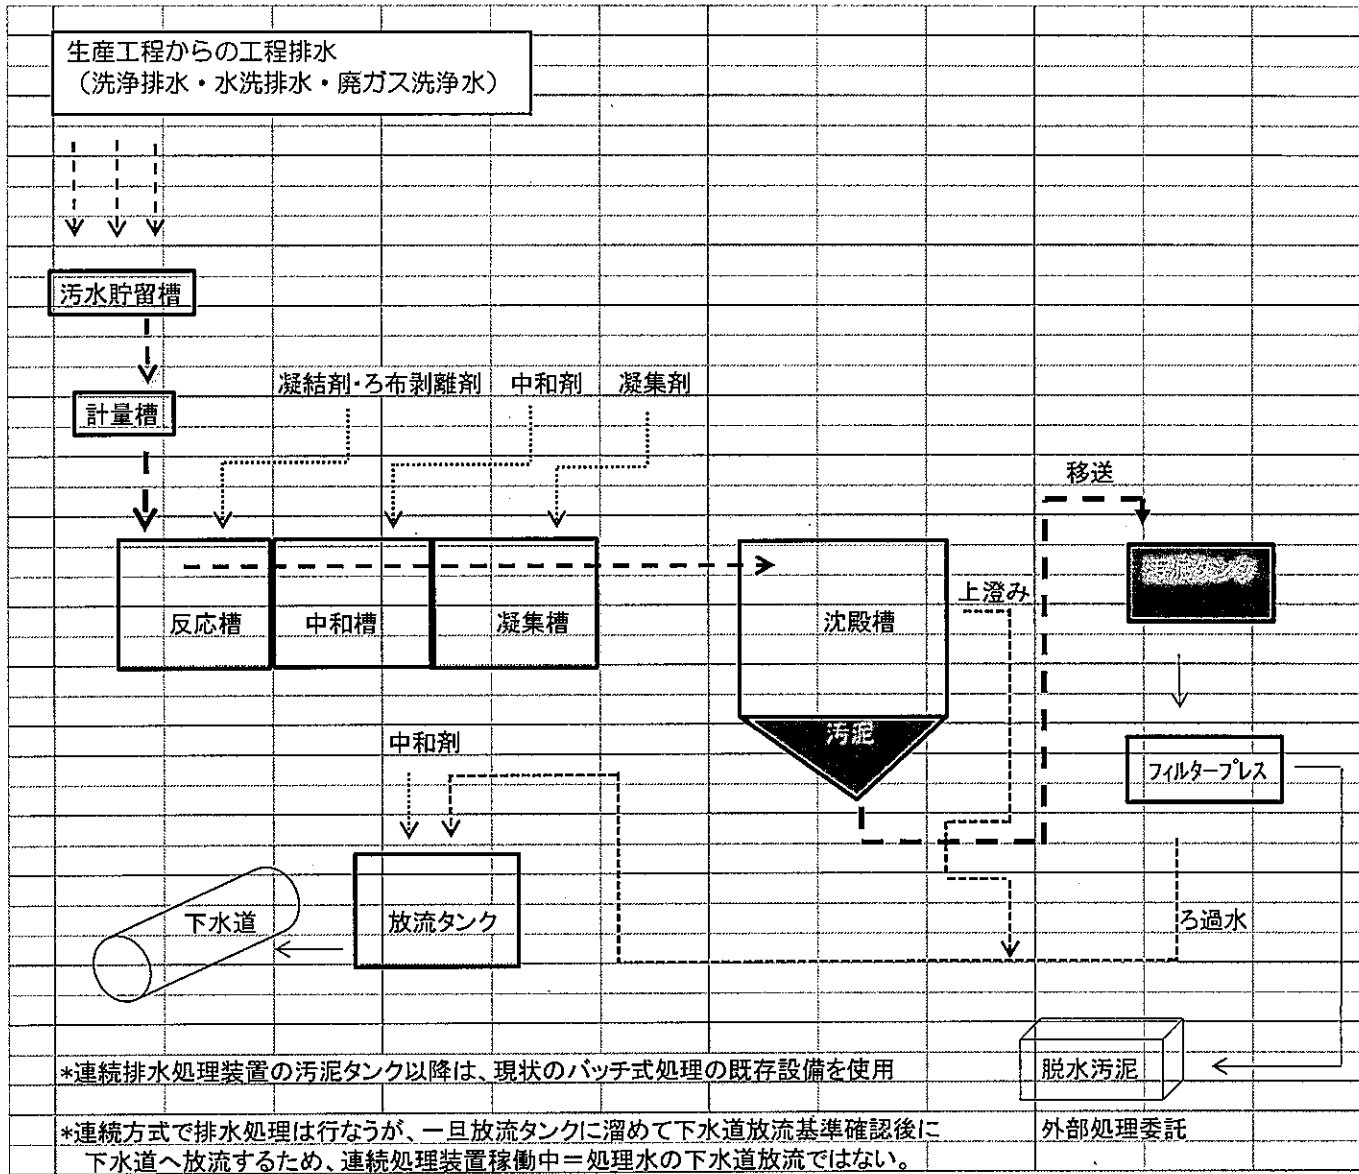 生産工程からの工程排水
（洗浄排水・水洗排水・廃ガス洗浄水）
汚水貯留槽
計量槽
凝結剤・ろ布剥離剤
中和剤
凝集剤
移送
反応槽
中和槽
凝集槽
沈殿槽
上澄み
汚泥タンク
汚泥
フィルタープレス
中和剤
下水道
放流タンク
ろ過水
*連続排水処理装置の汚泥タンク以降は、現状のバッチ式処理の既存設備を使用
脱水汚泥
*連続方式で排水処理は行なうが、一旦放流タンクに溜めて下水道放流基準確認後に
下水道へ放流するため、連続処理装置稼働中＝処理水の下水道放流ではない。
外部処理委託